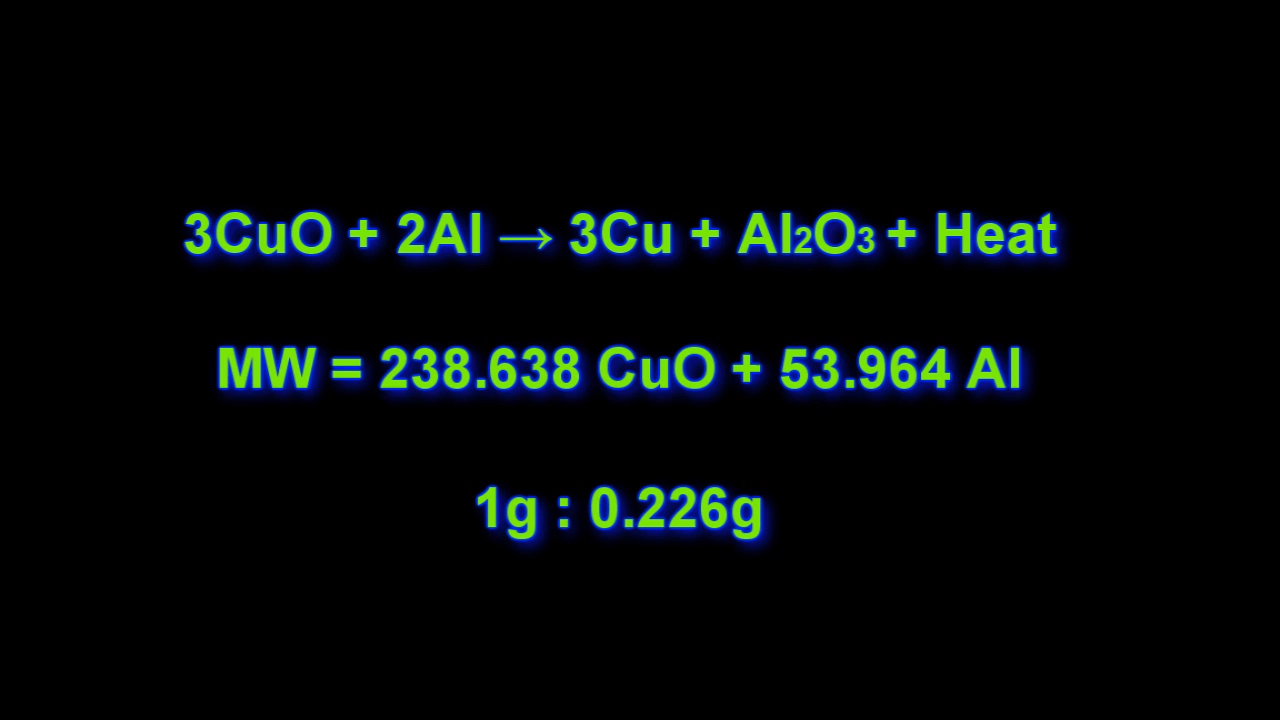 3CuO + 2Al → 3Cu + Al2O3 + Heat
MW = 238.638 CuO + 53.964 Al
1g : 0.226g